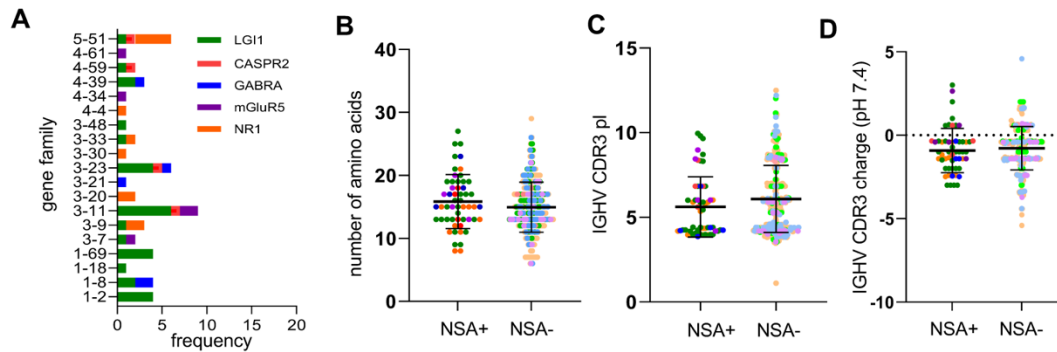 A
gene family
5-51
4-61
4-59
4-39
4-34
4-4
3-48
3-33
3-30
3-23
3-21
3-20
3-11
3-9
3-7
1-69
1-18
1-8
1-2
0 5 10 15 20
frequency
LGI1
CASPR2
GABRA
mGluR5
NR1
B
number of amino acids
40
30
20
10
0
NSA+ NSA-
C
IGHV CDR3 pI
15
10
5
0
NSA+ NSA-
D
IGHV CDR3 charge (pH 7.4)
5
0
-5
-10
NSA+ NSA-